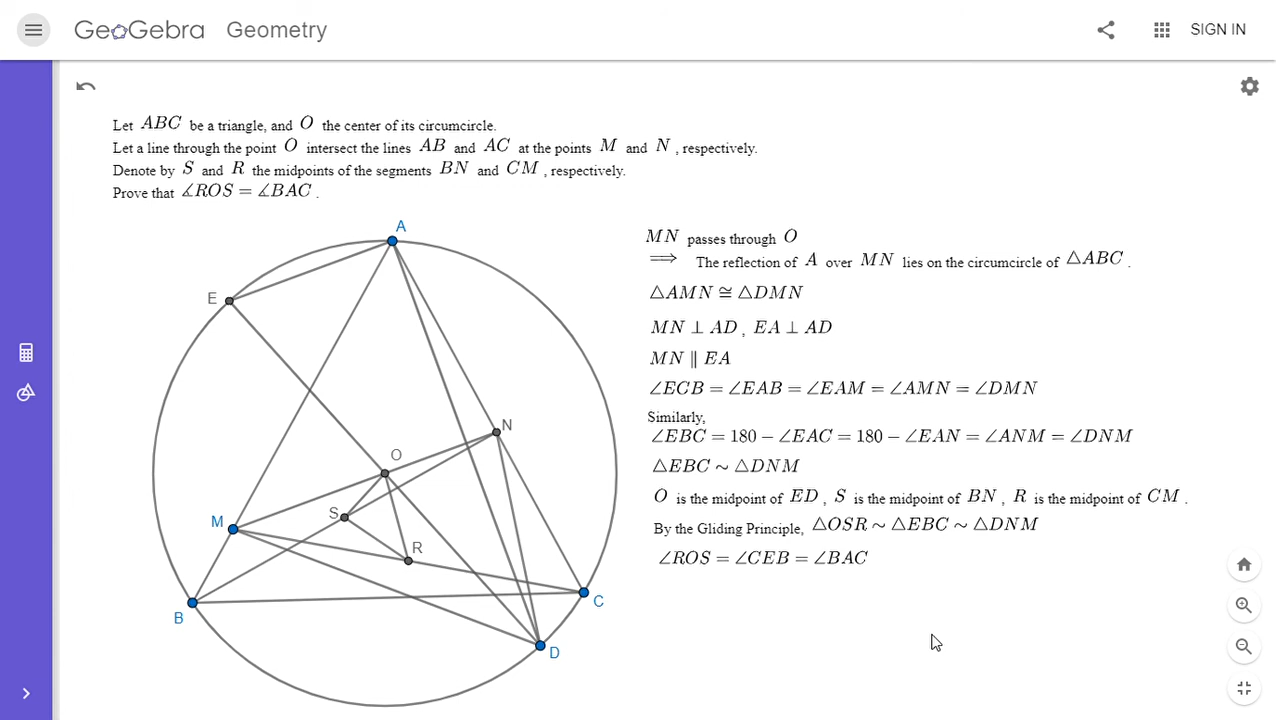 GeoGebra Geometry SIGN IN
Let ABC be a triangle, and O the center of its circumcircle.
Let a line through the point O intersect the lines AB and AC at the points M and N , respectively.
Denote by S and R the midpoints of the segments BN and CM , respectively.
Prove that ∡ROS = ∠BAC .
MN passes through O
⟹ The reflection of A over MN lies on the circumcircle of △ABC .
△AMN ≅ △DMN
MN ⊥ AD , EA ⊥ AD
MN ∥ EA
∠ECB = ∠EAB = ∠EAM = ∠AMN = ∠DMN
Similarly,
∠EBC = 180 − ∠EAC = 180 − ∠EAN = ∠ANM = ∠DNM
△EBC ∼ △DNM
O is the midpoint of ED , S is the midpoint of BN , R is the midpoint of CM .
By the Gliding Principle, △OSR ∼ △EBC ∼ △DNM
∠ROS = ∠CEB = ∠BAC
A
E
N
O
M
S
R
B
C
D